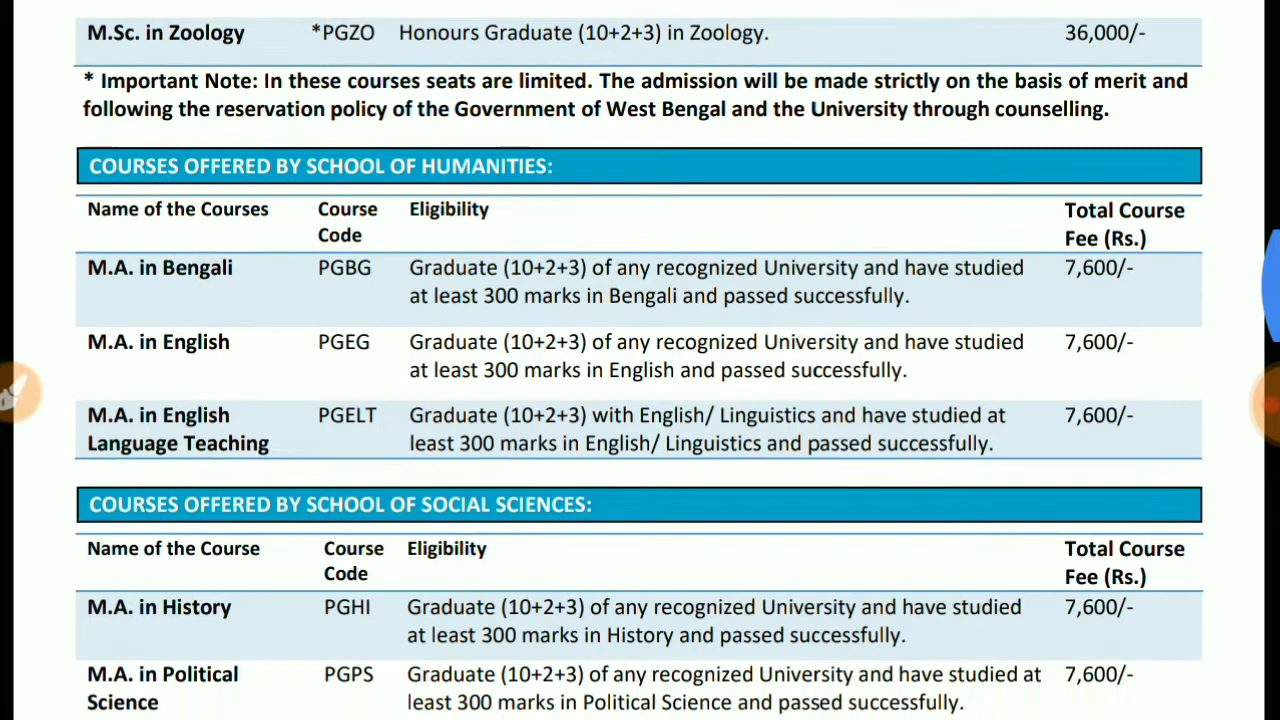 M.Sc. in Zoology *PGZO Honours Graduate (10+2+3) in Zoology. 36,000/-
* Important Note: In these courses seats are limited. The admission will be made strictly on the basis of merit and
following the reservation policy of the Government of West Bengal and the University through counselling.
COURSES OFFERED BY SCHOOL OF HUMANITIES:
Name of the Courses Course Eligibility Total Course
Code Fee (Rs.)
M.A. in Bengali PGBG Graduate (10+2+3) of any recognized University and have studied 7,600/-
at least 300 marks in Bengali and passed successfully.
M.A. in English PGEG Graduate (10+2+3) of any recognized University and have studied 7,600/-
at least 300 marks in English and passed successfully.
M.A. in English PGELT Graduate (10+2+3) with English/ Linguistics and have studied at 7,600/-
Language Teaching least 300 marks in English/ Linguistics and passed successfully.
COURSES OFFERED BY SCHOOL OF SOCIAL SCIENCES:
Name of the Course Course Eligibility Total Course
Code Fee (Rs.)
M.A. in History PGHI Graduate (10+2+3) of any recognized University and have studied 7,600/-
at least 300 marks in History and passed successfully.
M.A. in Political PGPS Graduate (10+2+3) of any recognized University and have studied at 7,600/-
Science least 300 marks in Political Science and passed successfully.